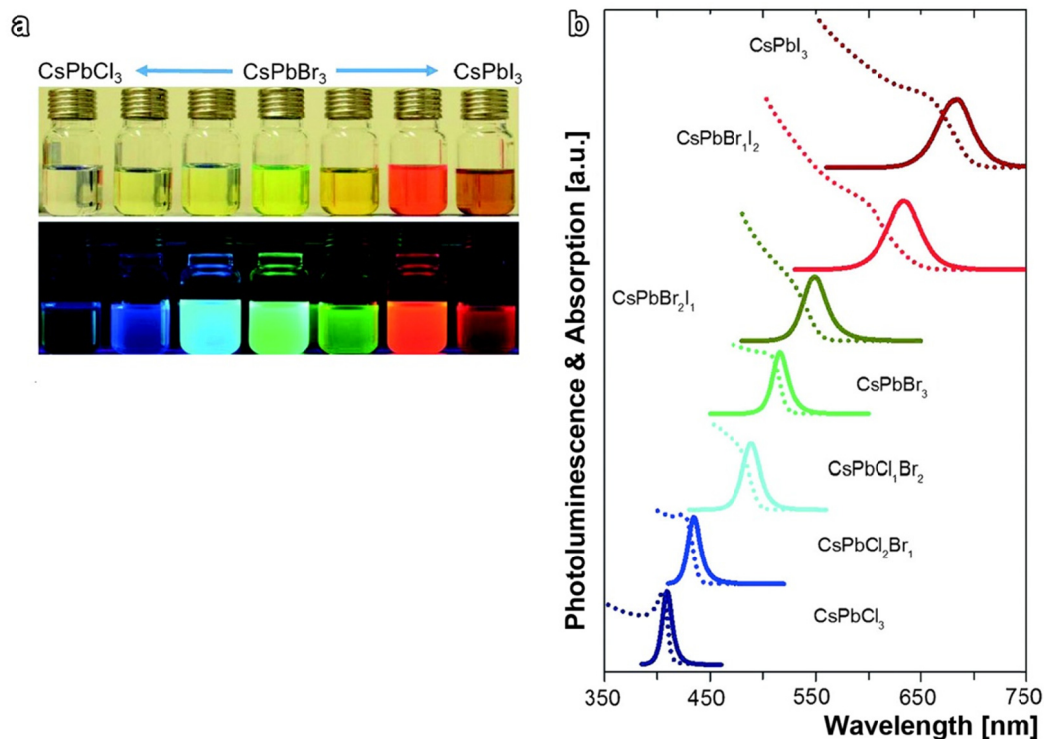 a
CsPbCl₃ CsPbBr₃ CsPbI₃
b
Photoluminescence & Absorption [a.u.]
CsPbI₃
CsPbBr₁I₂
CsPbBr₂I₁
CsPbBr₃
CsPbCl₁Br₂
CsPbCl₂Br₁
CsPbCl₃
350 450 550 650 750
Wavelength [nm]